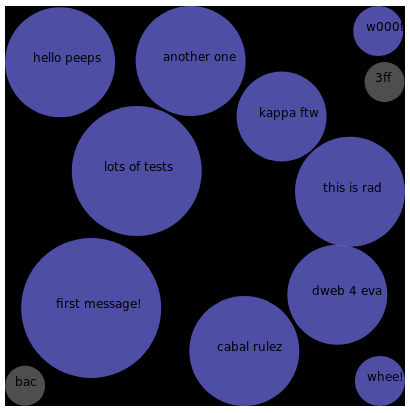 w000t
hello peeps
another one
3ff
kappa ftw
lots of tests
this is rad
dweb 4 eva
first message!
cabal rulez
whee!
bac